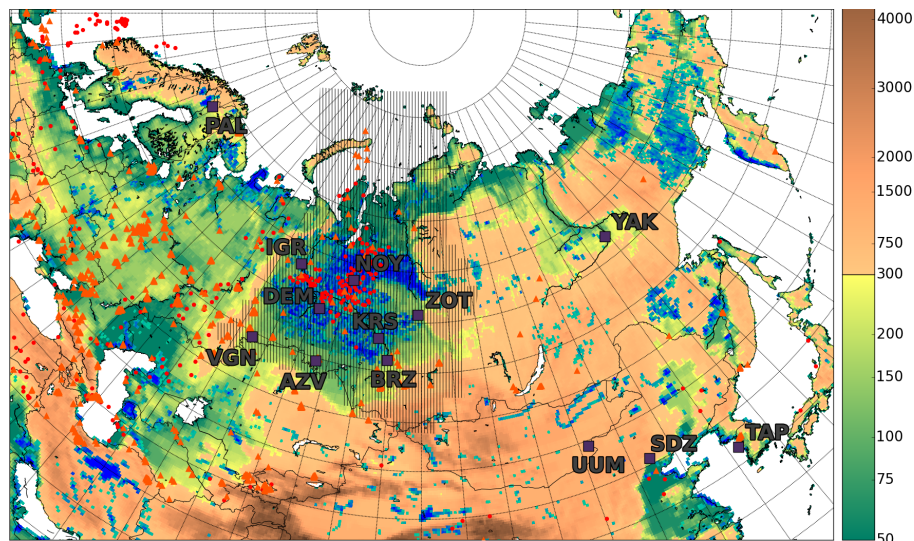 4000
3000
2000
1500
750
300
200
150
100
75
50
PAL
YAK
IGR
NOY
DEM
ZOT
KRS
VGN
AZV
BRZ
TAP
SDZ
UUM